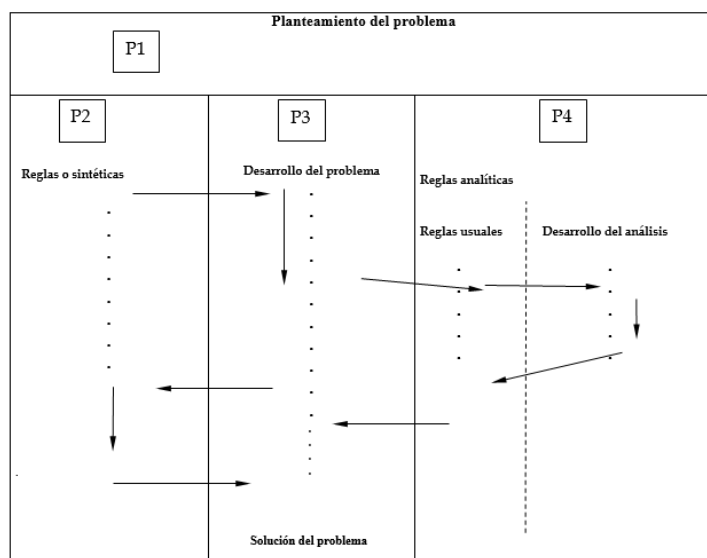 Planteamiento del problema
P1
P2
P3
P4
Reglas o sintéticas
Desarrollo del problema
Reglas analíticas
Reglas usuales
Desarrollo del análisis
Solución del problema